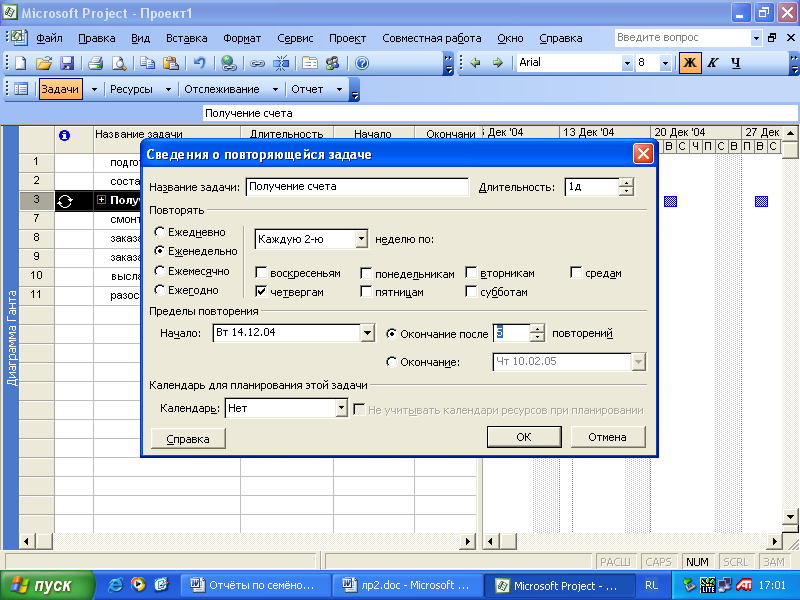 Microsoft Project - Проект1
Файл Правка Вид Вставка Формат Сервис Проект Совместная работа Окно Справка Введите вопрос
Arial 8 Ж К Ч
Задачи Ресурсы Отслеживание Отчет
Получение счета
Название задачи Длительность Начало Окончани 6 Дек '04 13 Дек '04 20 Дек '04 27 Дек
В С Ч П С В П В С
1 подго
2 соста
3 Полу
7 смонт
8 заказа
9 заказа
10 высла
11 разос
Диаграмма Ганта
Сведения о повторяющейся задаче
Название задачи: Получение счета Длительность: 1д
Повторять
Ежедневно
Еженедельно
Ежемесячно
Ежегодно
Каждую 2-ю неделю по:
воскресеньям понедельникам вторникам средам
четвергам пятницам субботам
Пределы повторения
Начало: Вт 14.12.04 Окончание после 5 повторений
Окончание: Чт 10.02.05
Календарь для планирования этой задачи
Календарь: Нет Не учитывать календари ресурсов при планировании
Справка ОК Отмена
РАСШ CAPS NUM SCRL ЗАМ
пуск Отчёты по семёно... лр2.doc - Microsoft ... Microsoft Project - ... RL 17:01